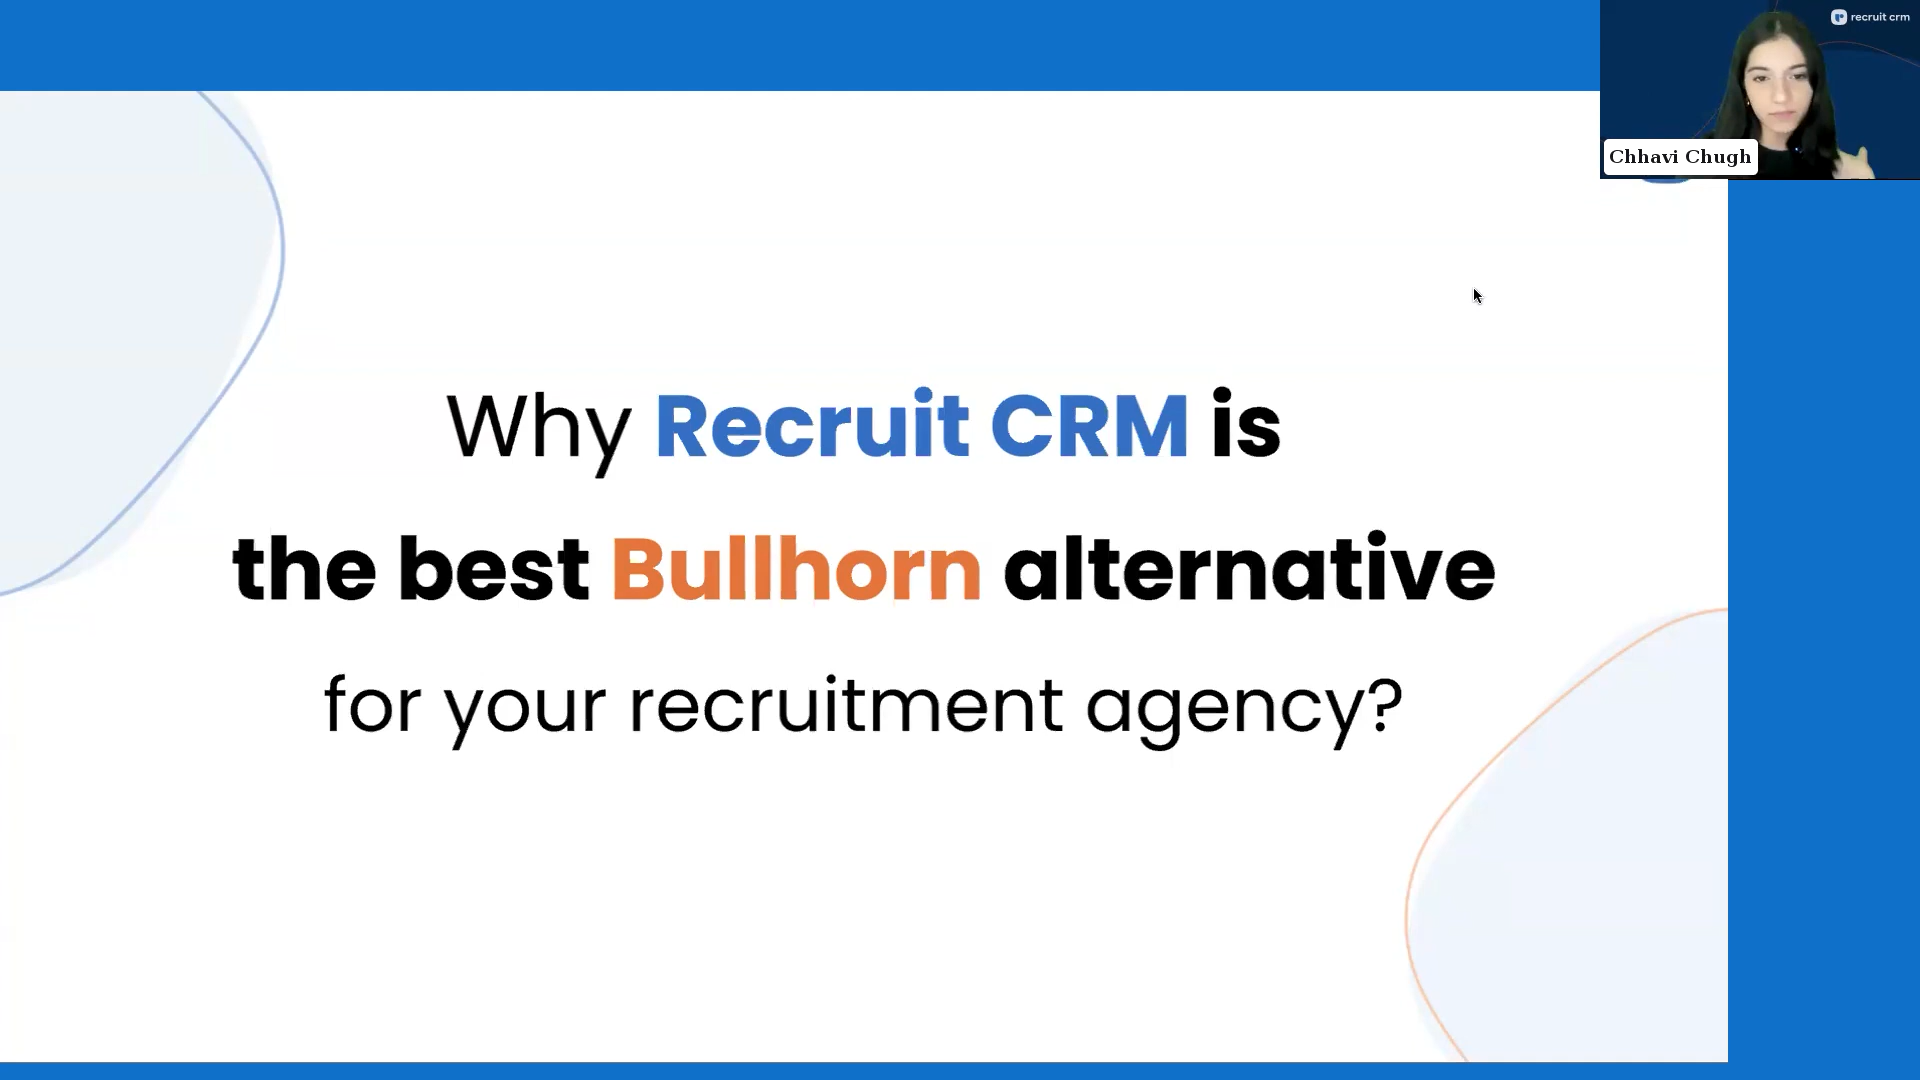 recruit crm
Chhavi Chugh
Why Recruit CRM is
the best Bullhorn alternative
for your recruitment agency?